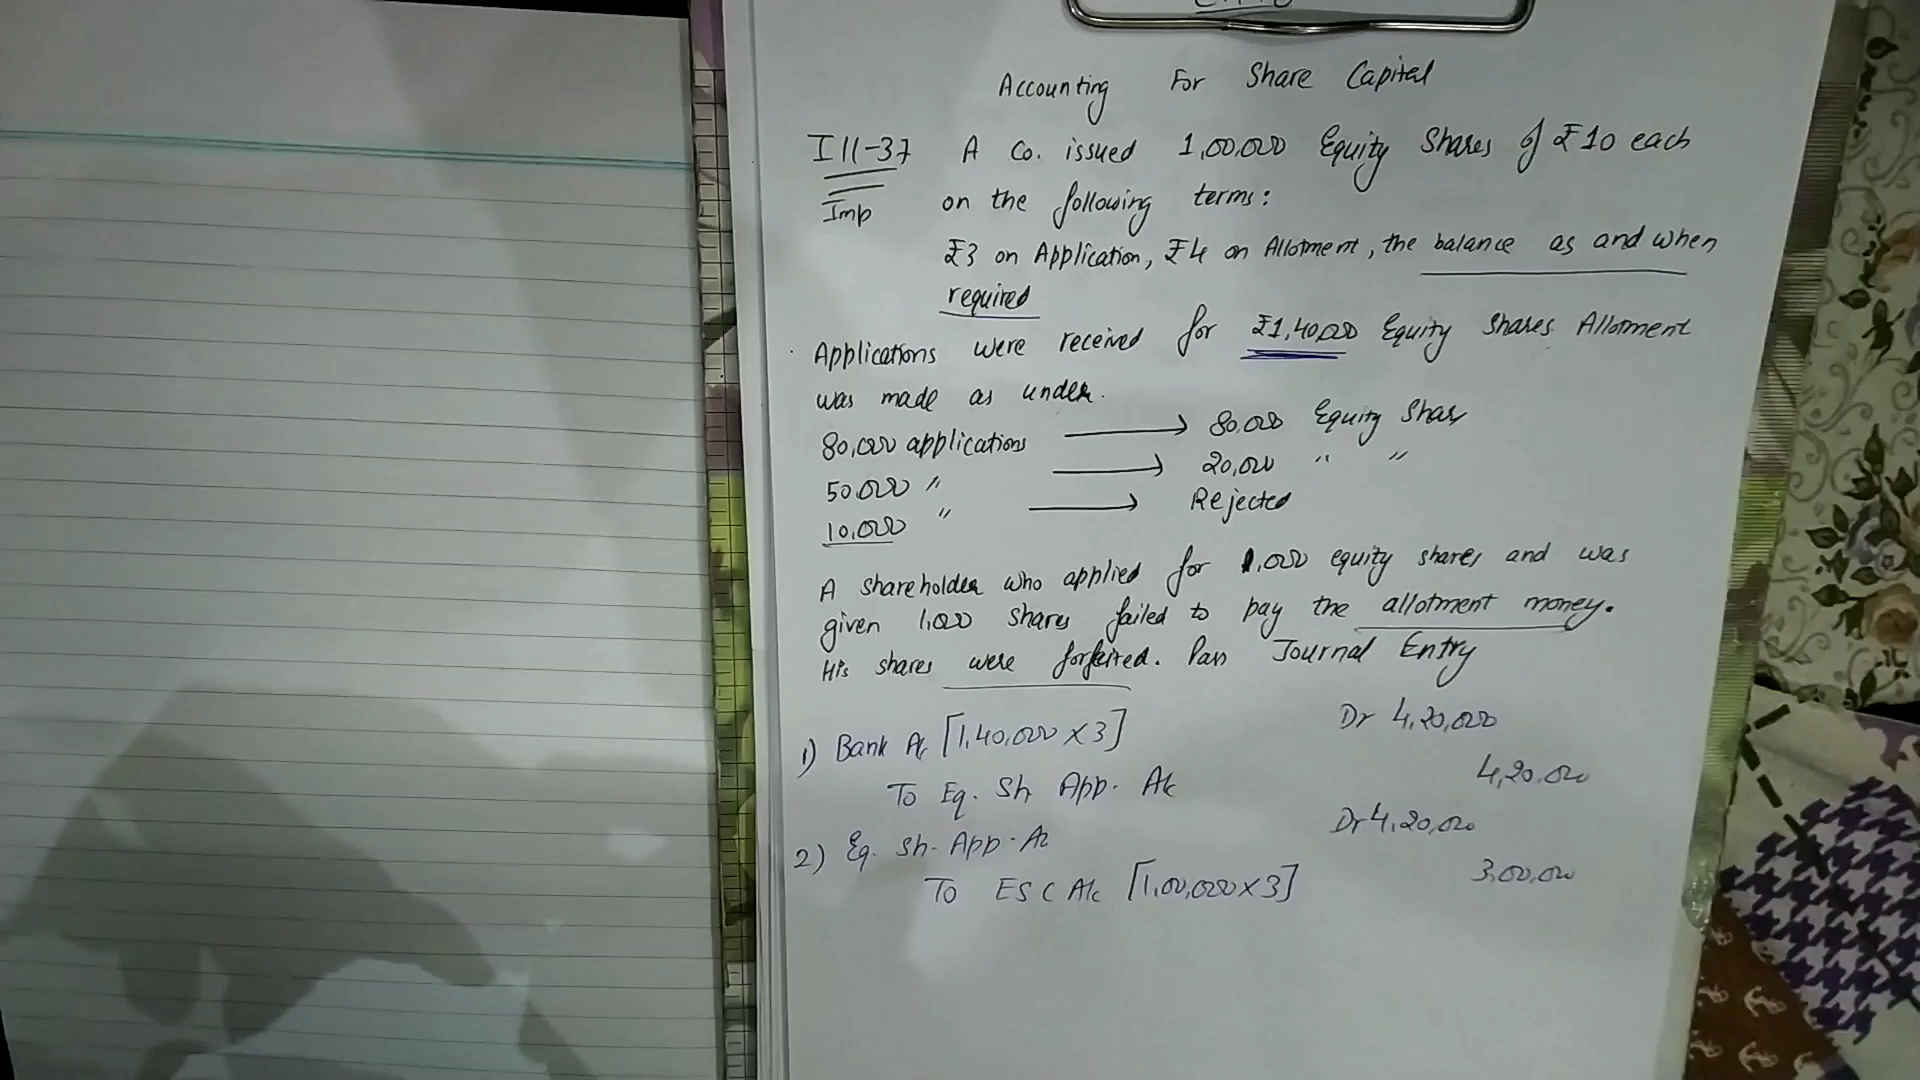 Accounting For Share Capital
I 11-37 A Co. issued 1,00,000 Equity Shares of ₹10 each
Imp on the following terms:
₹3 on Application, ₹4 on Allotment, the balance as and when
required
Applications were received for ₹1,40,000 Equity Shares. Allotment
was made as under.
80,000 applications → 80,000 Equity Shares
50,000 〃 → 20,000 〃 〃
10,000 〃 → Rejected
A shareholder who applied for 1,000 equity shares and was
given 1,000 shares failed to pay the allotment money.
His shares were forfeited. Pass Journal Entry
1) Bank A/c [1,40,000 x 3] Dr 4,20,000
To Eq. Sh App. A/c 4,20,000
2) Eq. Sh. App. A/c Dr 4,20,000
To ESC A/c [1,00,000 x 3] 3,00,000